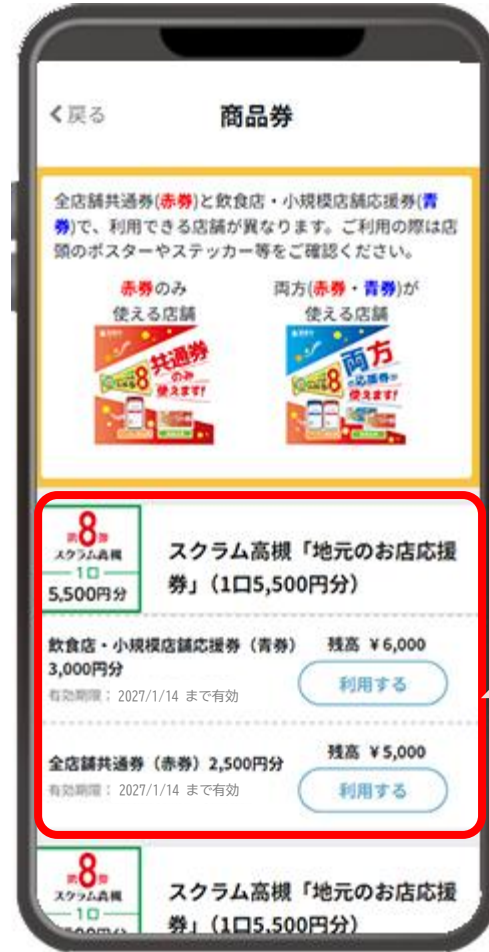 戻る
商品券
全店舗共通券(赤券)と飲食店・小規模店舗応援券(青
券)で、利用できる店舗が異なります。ご利用の際は店
頭のポスターやステッカー等をご確認ください。
赤券のみ
使える店舗
両方(赤券・青券)が
使える店舗
共通券
のみ
使えます!
両方
の応援券が
使えます!
第8弾
スクラム高槻
1口
5,500円分
スクラム高槻「地元のお店応援
券」（1口5,500円分）
飲食店・小規模店舗応援券（青券）
3,000円分
有効期限： 2027/1/14 まで有効
残高 ¥6,000
利用する
全店舗共通券（赤券）2,500円分
有効期限： 2027/1/14 まで有効
残高 ¥5,000
利用する
第8弾
スクラム高槻
1口
スクラム高槻「地元のお店応援
券」（1口5,500円分）